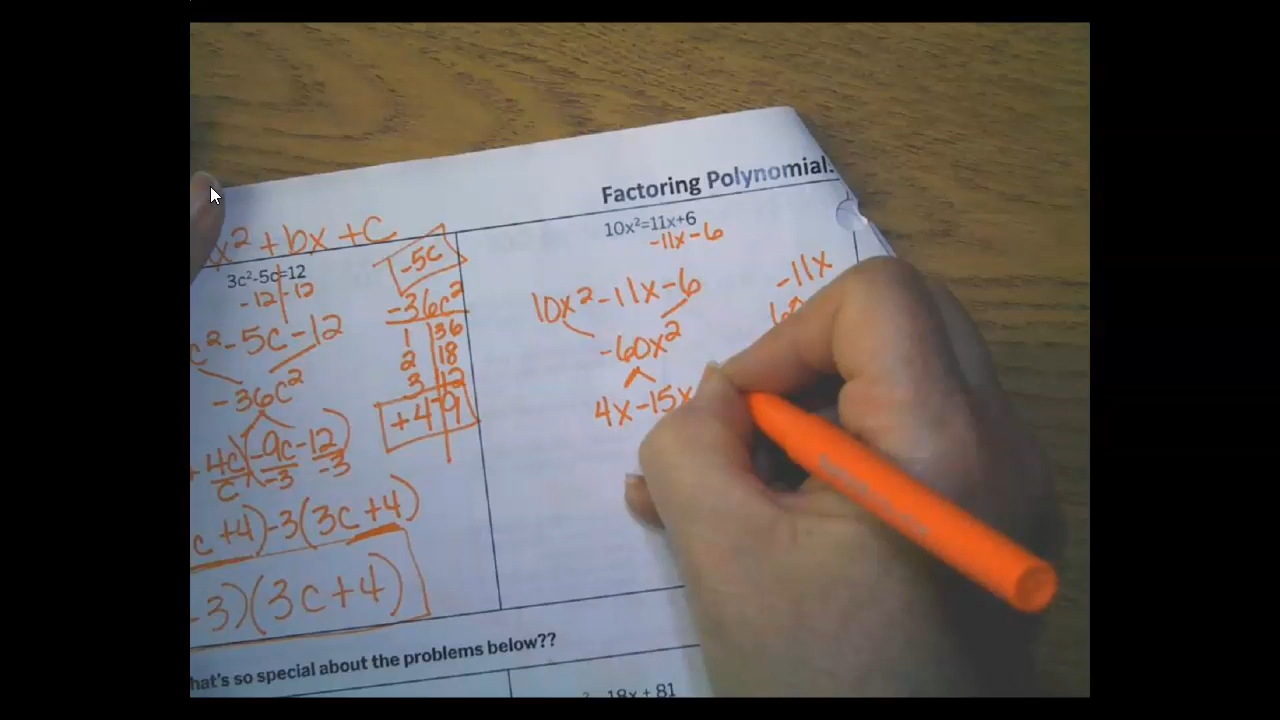 Factoring Polynomial
x² + bx + c
3c²-5c=12
-12 -12
c² - 5c - 12
-36c²
+ 4c - 9c - 12
c -3 -3
c + 4) - 3(3c + 4)
- 3)(3c + 4)
-5c
-36c²
1 36
2 18
3 12
+4 -9
10x²=11x+6
-11x -6
10x² - 11x - 6
-60x²
4x - 15x
-11x
hat's so special about the problems below??
² - 18x + 81